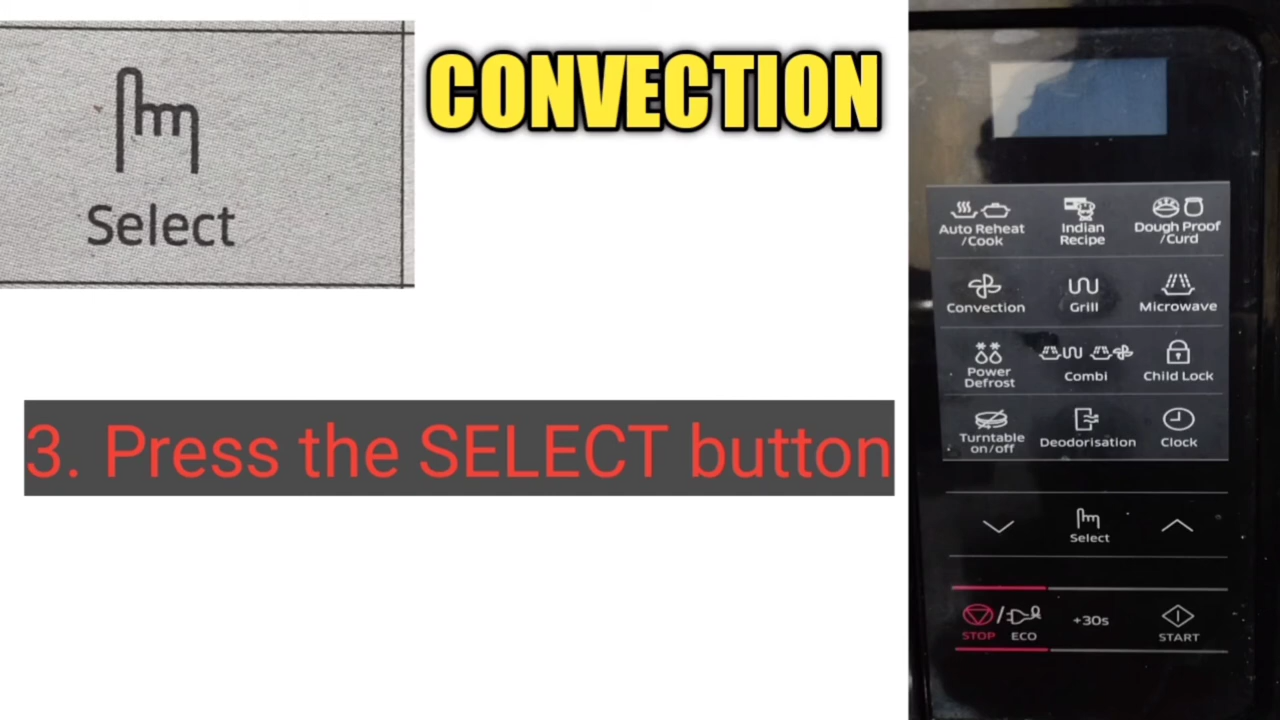 Select
CONVECTION
3. Press the SELECT button
Auto Reheat
/Cook
Indian
Recipe
Dough Proof
/Curd
Convection
Grill
Microwave
Power
Defrost
Combi
Child Lock
Turntable
on/off
Deodorisation
Clock
Select
STOP
/
ECO
+30s
START